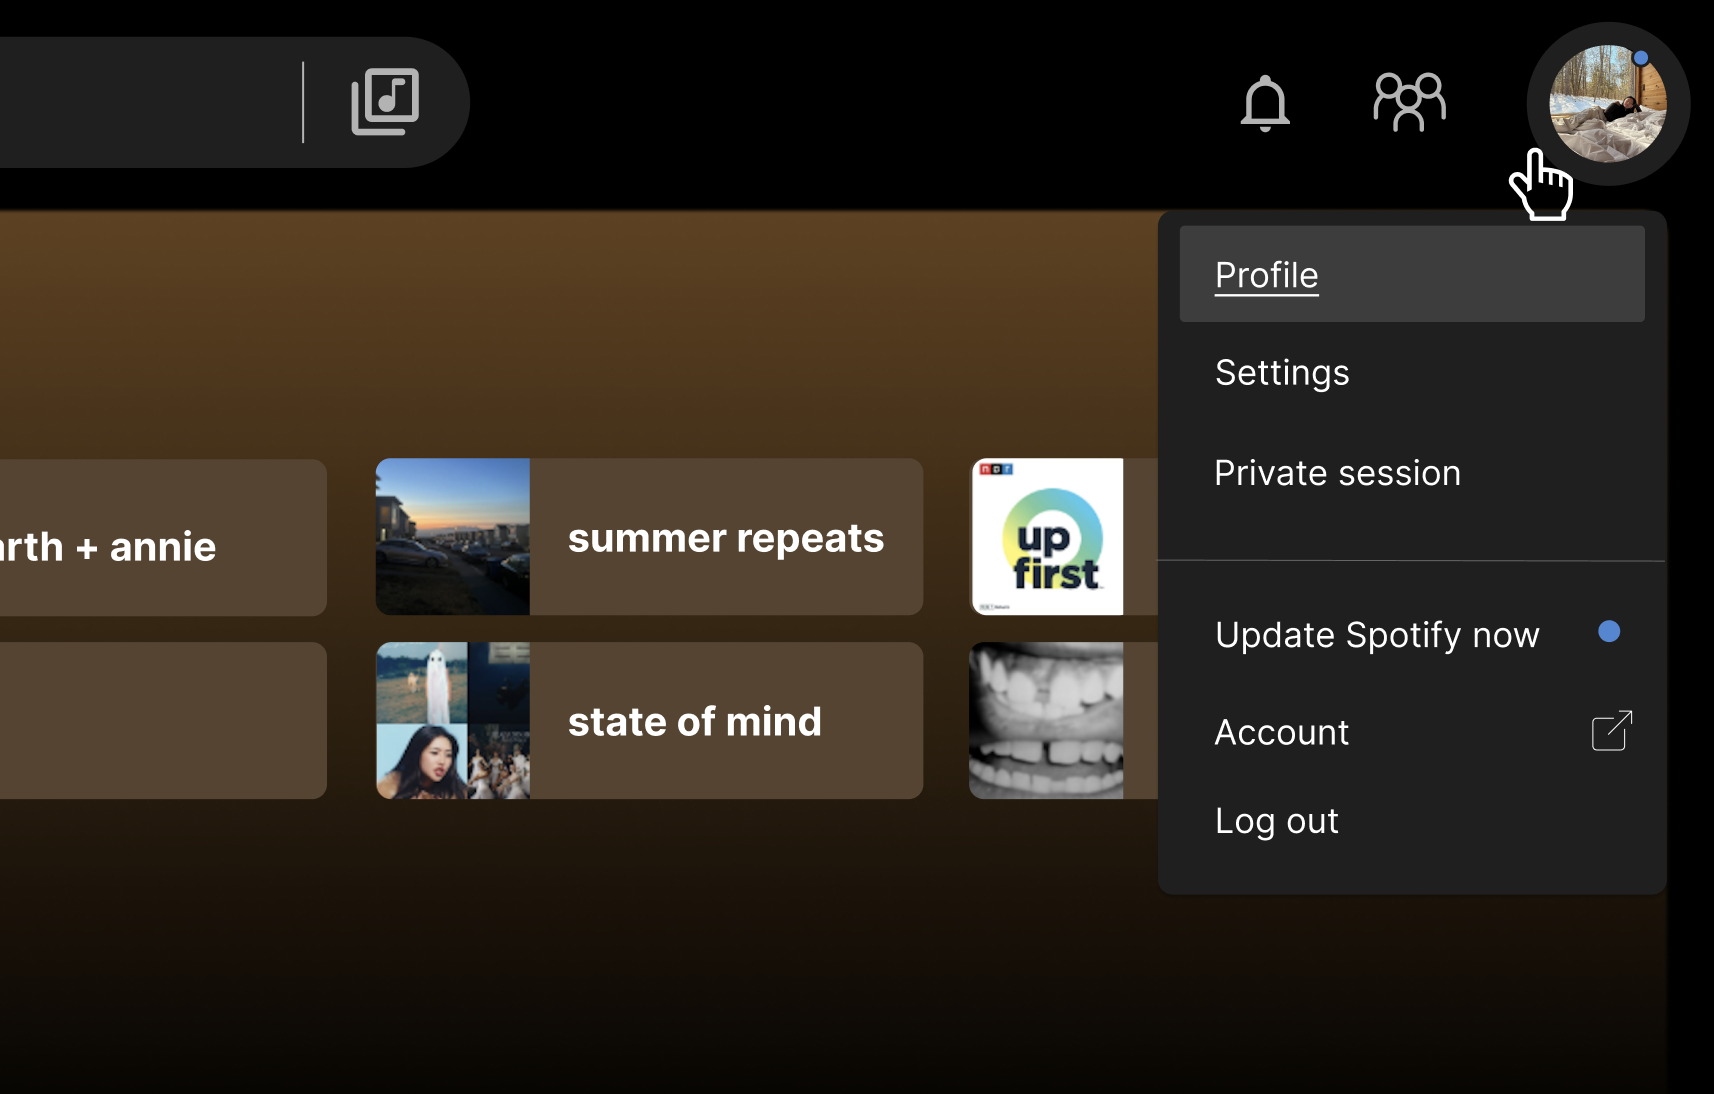 Profile
Settings
Private session
arth + annie
summer repeats
npr
up
first
Update Spotify now
state of mind
Account
Log out